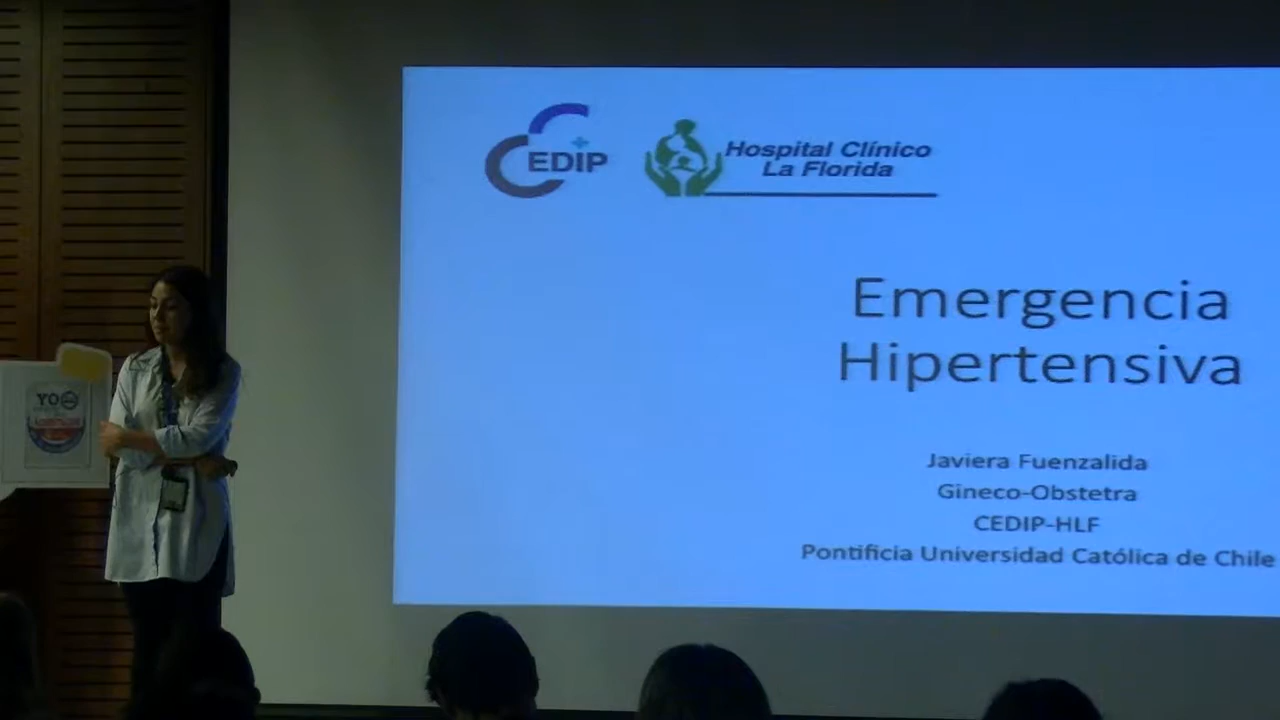 CEDIP
Hospital Clínico
La Florida
Emergencia
Hipertensiva
Javiera Fuenzalida
Gineco-Obstetra
CEDIP-HLF
Pontificia Universidad Católica de Chile
YO